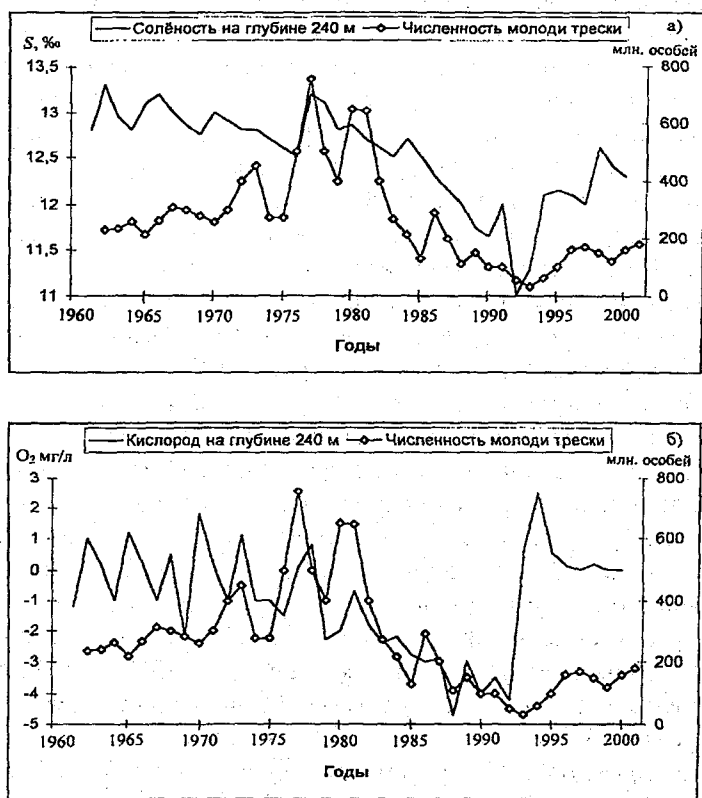 Солёность на глубине 240 м Численность молоди трески а)
S, ‰ млн. особей
13,5 800
13 600
12,5
12 400
11,5 200
11 0
1960 1965 1970 1975 1980 1985 1990 1995 2000
Годы
Кислород на глубине 240 м Численность молоди трески б)
O₂ мг/л млн. особей
3 800
2
1 600
0
-1 400
-2
-3 200
-4
-5 0
1960 1965 1970 1975 1980 1985 1990 1995 2000
Годы